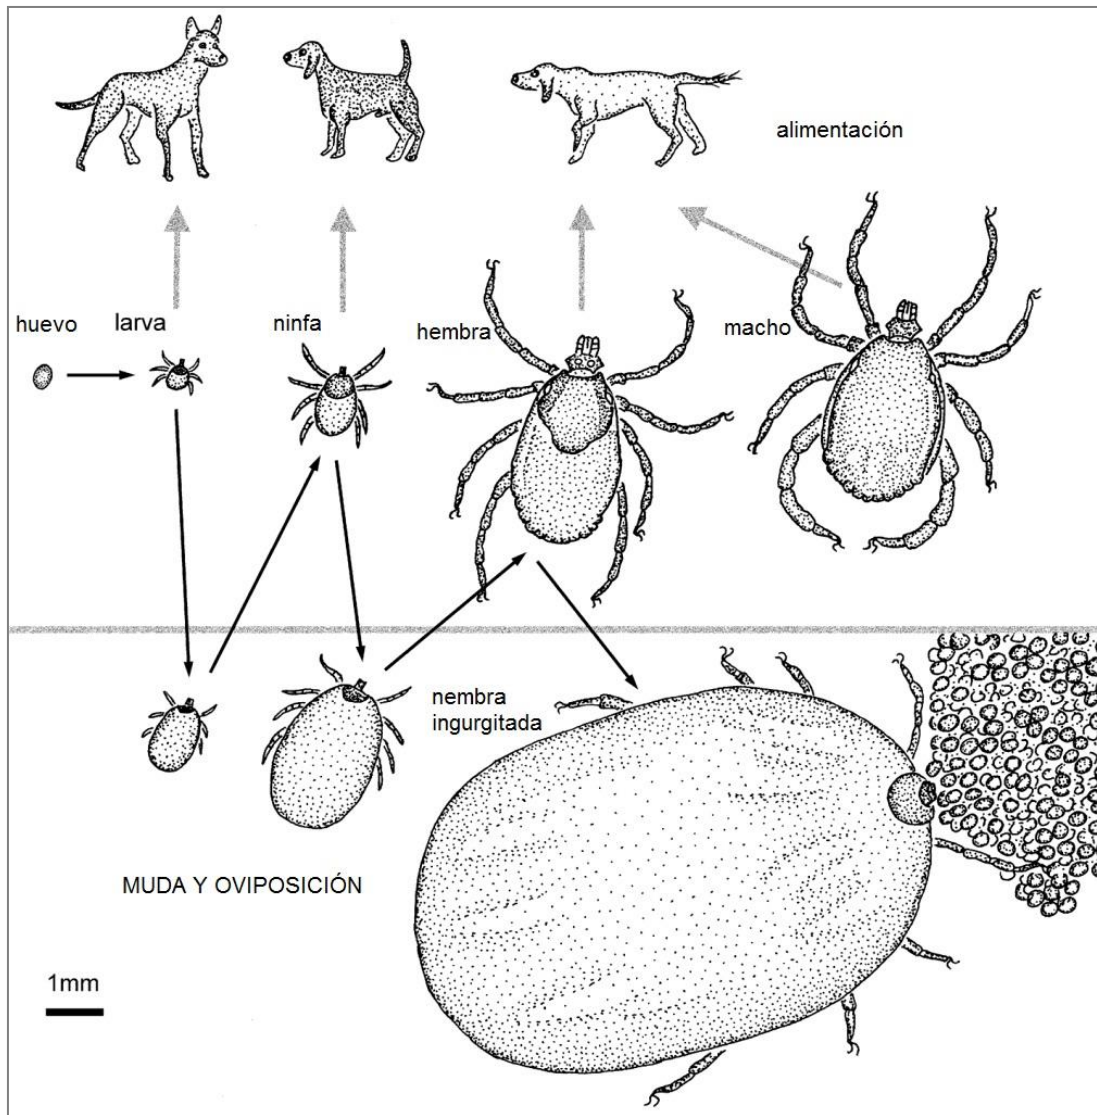 alimentación
huevo
larva
ninfa
hembra
macho
nembra
ingurgitada
MUDA Y OVIPOSICIÓN
1mm